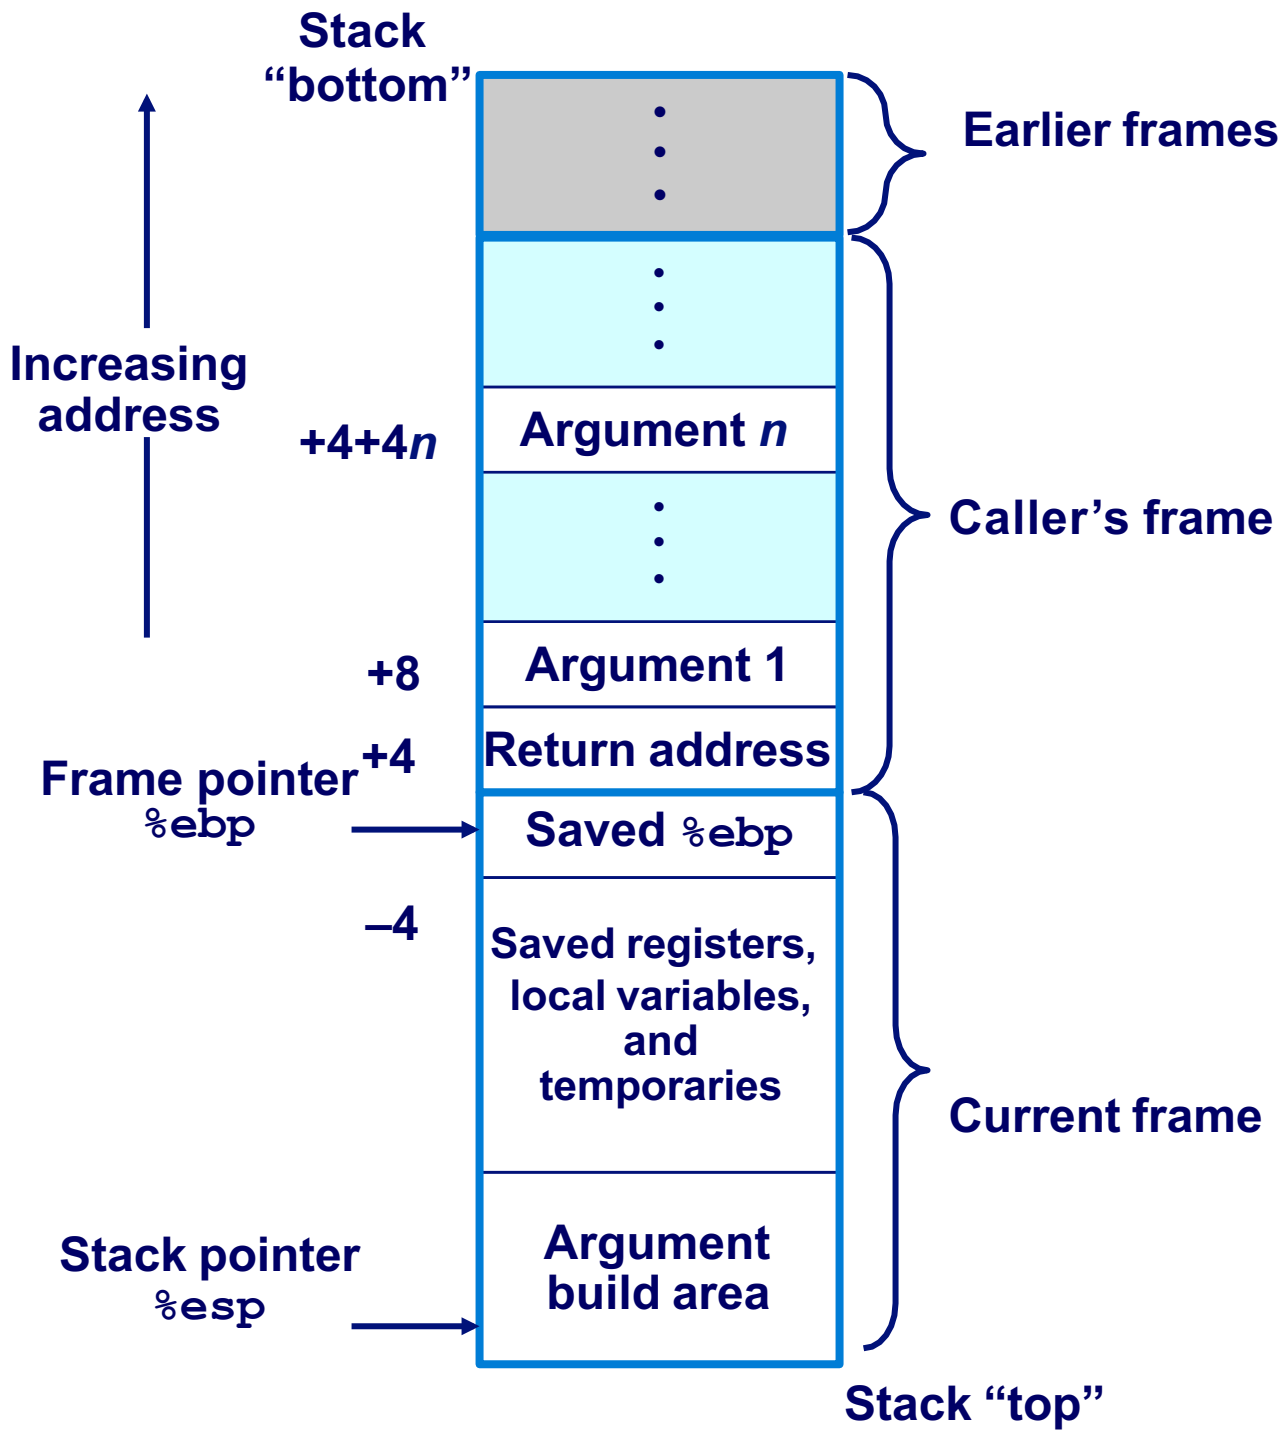 Stack
“bottom”
Earlier frames
Increasing
address
+4+4n
Argument n
Caller’s frame
+8
Argument 1
+4
Return address
Frame pointer
%ebp
Saved %ebp
–4
Saved registers,
local variables,
and
temporaries
Current frame
Stack pointer
%esp
Argument
build area
Stack “top”